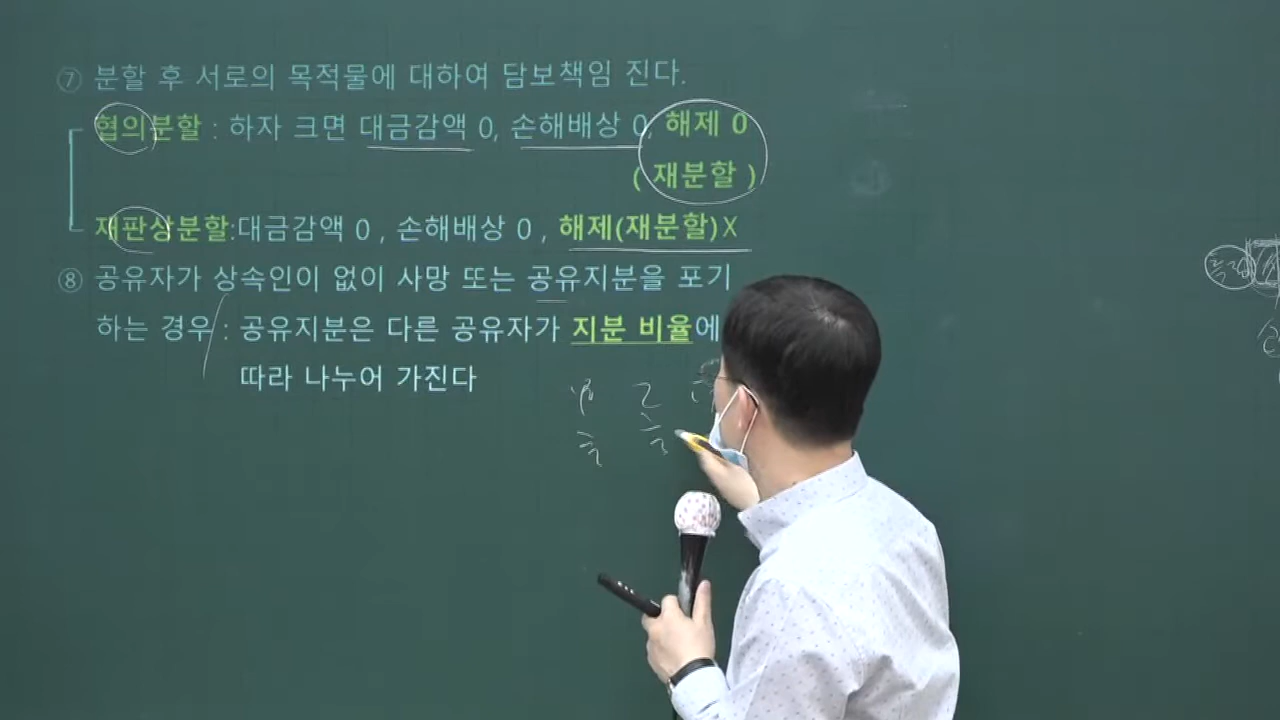 ⑦ 분할 후 서로의 목적물에 대하여 담보책임 진다.
협의분할 : 하자 크면 대금감액 0, 손해배상 0, 해제 0
( 재분할 )
재판상분할:대금감액 0 , 손해배상 0 , 해제(재분할)X
⑧ 공유자가 상속인이 없이 사망 또는 공유지분을 포기
하는 경우 : 공유지분은 다른 공유자가 지분 비율에
따라 나누어 가진다